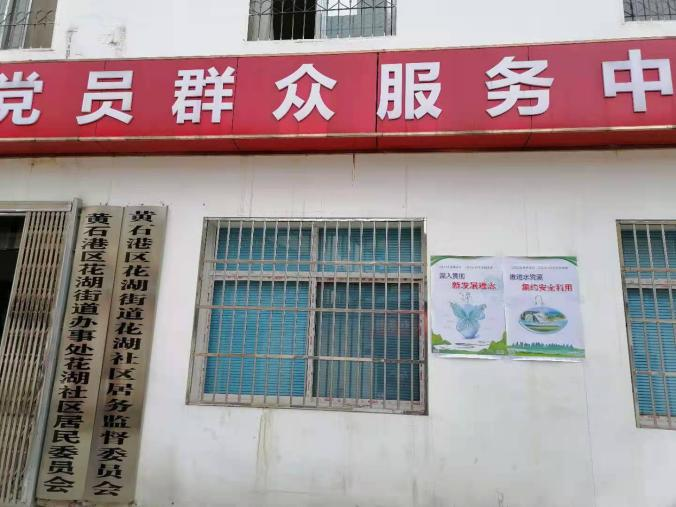 党员群众服务中
黄石港区花湖街道办事处花湖社区居民委员会
黄石港区花湖街道花湖社区居务监督委员会
深入贯彻
新发展理念
推进水资源
集约安全利用